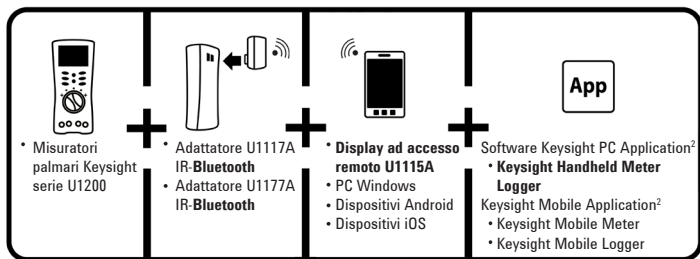 • Misuratori
palmari Keysight
serie U1200
• Adattatore U1117A
IR-Bluetooth
• Adattatore U1177A
IR-Bluetooth
• Display ad accesso
remoto U1115A
• PC Windows
• Dispositivi Android
• Dispositivi iOS
App
Software Keysight PC Application2
• Keysight Handheld Meter
Logger
Keysight Mobile Application2
• Keysight Mobile Meter
• Keysight Mobile Logger